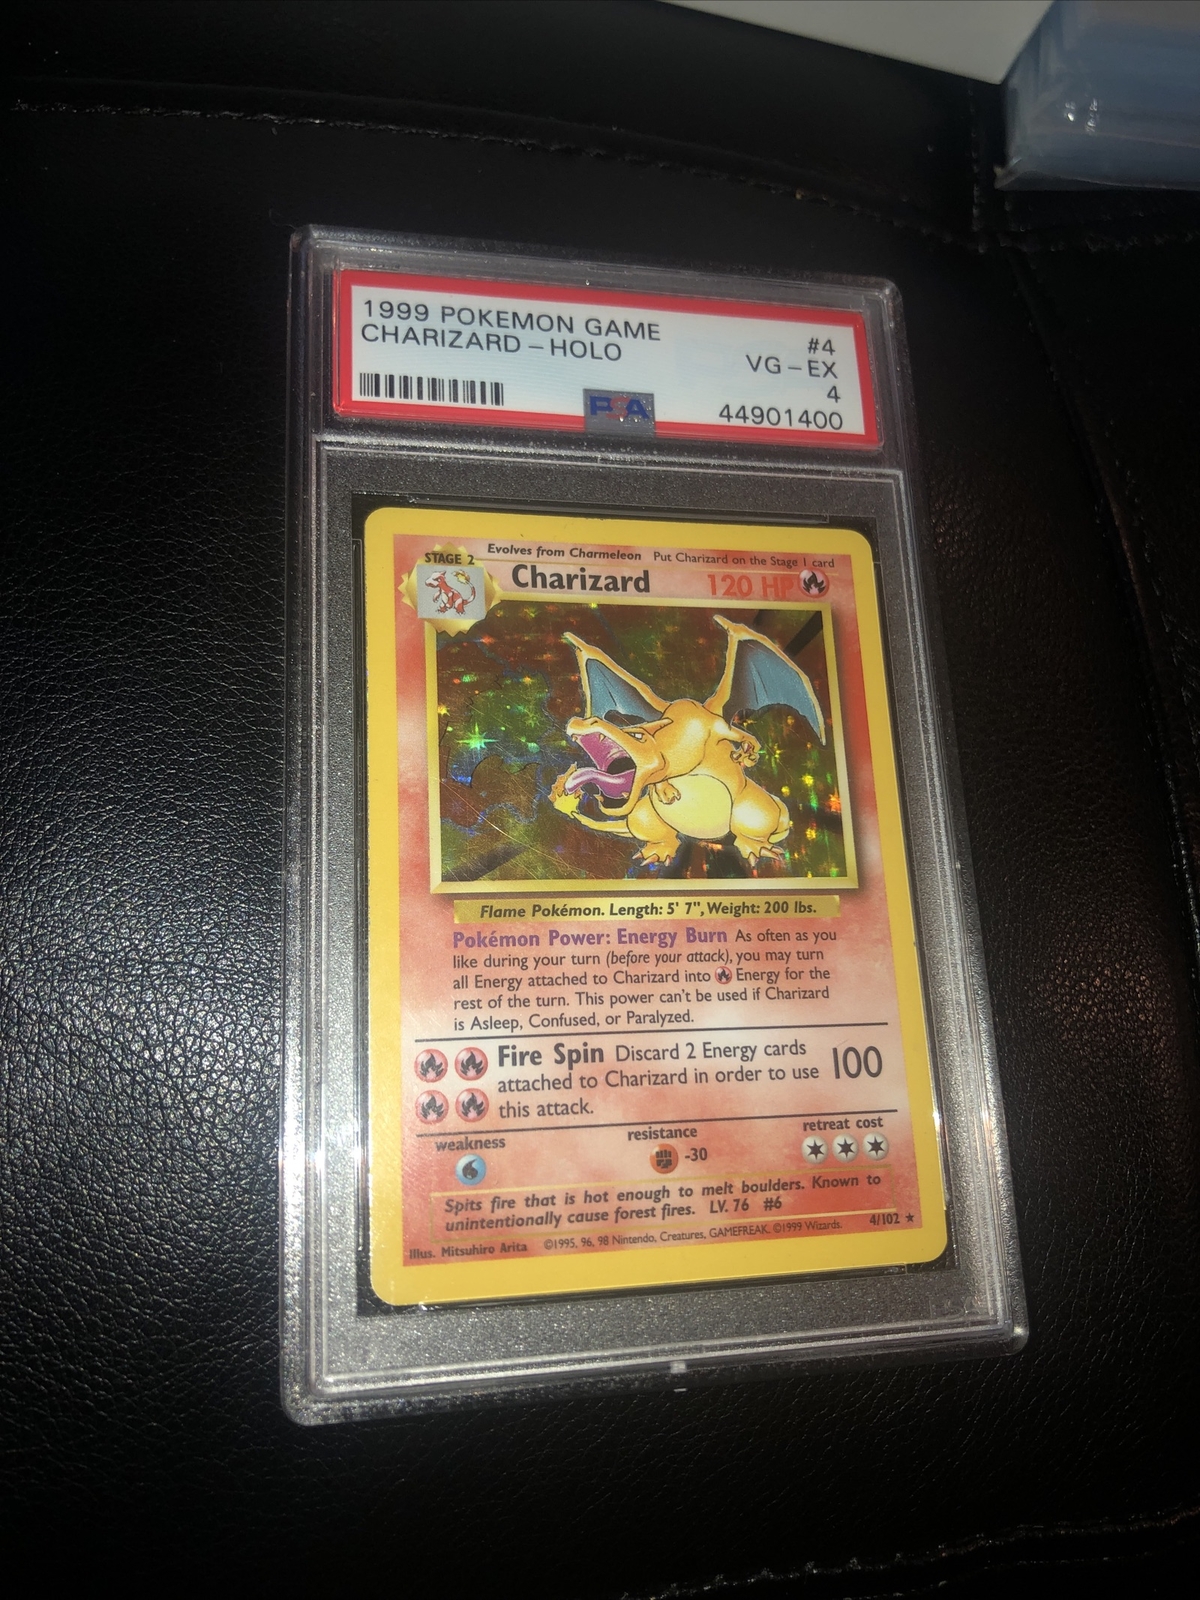 1999 POKEMON GAME #4
CHARIZARD – HOLO VG – EX
4
PSA 44901400
STAGE 2 Evolves from Charmeleon Put Charizard on the Stage 1 card
Charizard 120 HP
Flame Pokémon. Length: 5' 7", Weight: 200 lbs.
Pokémon Power: Energy Burn As often as you
like during your turn (before your attack), you may turn
all Energy attached to Charizard into Energy for the
rest of the turn. This power can't be used if Charizard
is Asleep, Confused, or Paralyzed.
Fire Spin Discard 2 Energy cards
attached to Charizard in order to use 100
this attack.
weakness resistance retreat cost
-30
Spits fire that is hot enough to melt boulders. Known to
unintentionally cause forest fires. LV. 76 #6
Illus. Mitsuhiro Arita ©1995, 96, 98 Nintendo, Creatures, GAMEFREAK. ©1999 Wizards. 4/102 ★